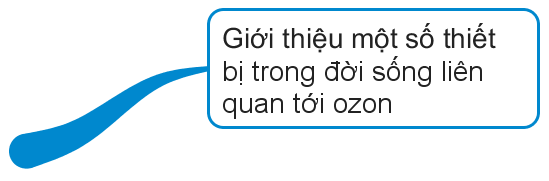 Giới thiệu một số thiết
bị trong đời sống liên
quan tới ozon